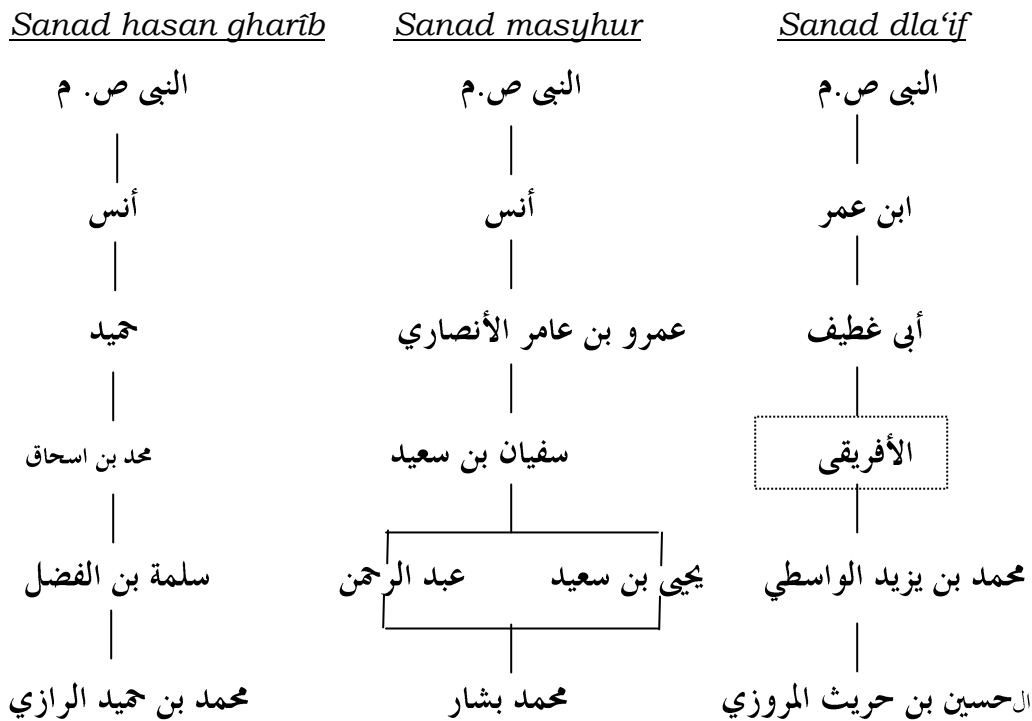 Sanad hasan gharîb
النبى ص. م
أنس
حميد
محمد بن اسحاق
سلمة بن الفضل
محمد بن حميد الرازي
Sanad masyhur
النبى ص.م
أنس
عمرو بن عامر الأنصاري
سفيان بن سعيد
يحيى بن سعيد
عبد الرحمن
محمد بشار
Sanad dla‘if
النبى ص.م
ابن عمر
أبى غطيف
الأفريقى
محمد بن يزيد الواسطي
الحسين بن حريث المروزي